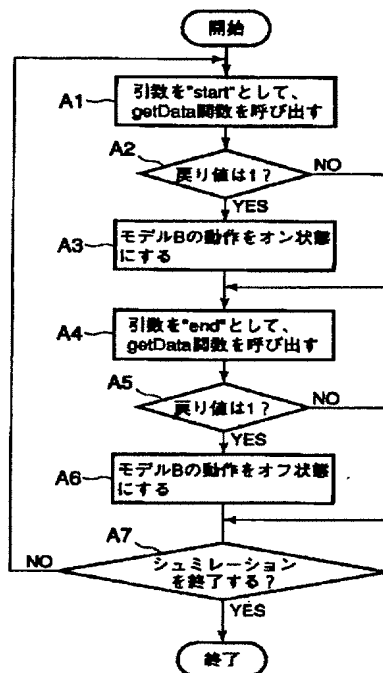 開始
A1
引数を"start"として、
getData関数を呼び出す
A2
戻り値は1？
NO
YES
A3
モデルBの動作をオン状態
にする
A4
引数を"end"として、
getData関数を呼び出す
A5
戻り値は1？
NO
YES
A6
モデルBの動作をオフ状態
にする
A7
シュミレーション
を終了する？
NO
YES
終了